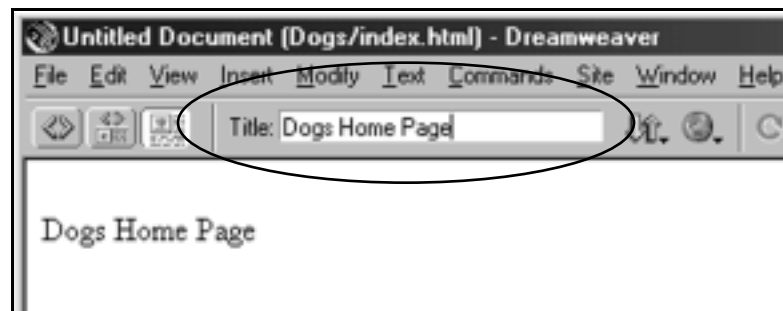 Untitled Document (Dogs/index.html) - Dreamweaver
File Edit View Insert Modify Text Commands Site Window Help
Title: Dogs Home Page
Dogs Home Page